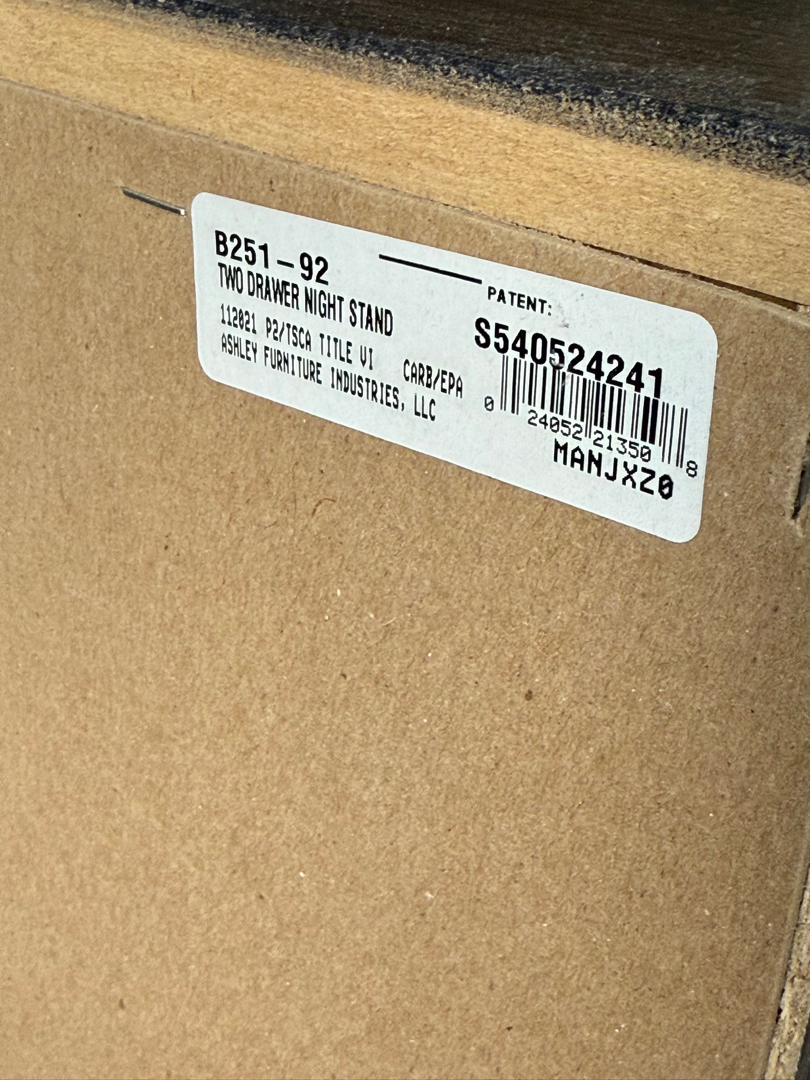 B251-92
TWO DRAWER NIGHT STAND
112021 P2/TSCA TITLE VI CARB/EPA
ASHLEY FURNITURE INDUSTRIES, LLC
PATENT:
S540524241
0 24052 21350 8
MANJXZ0